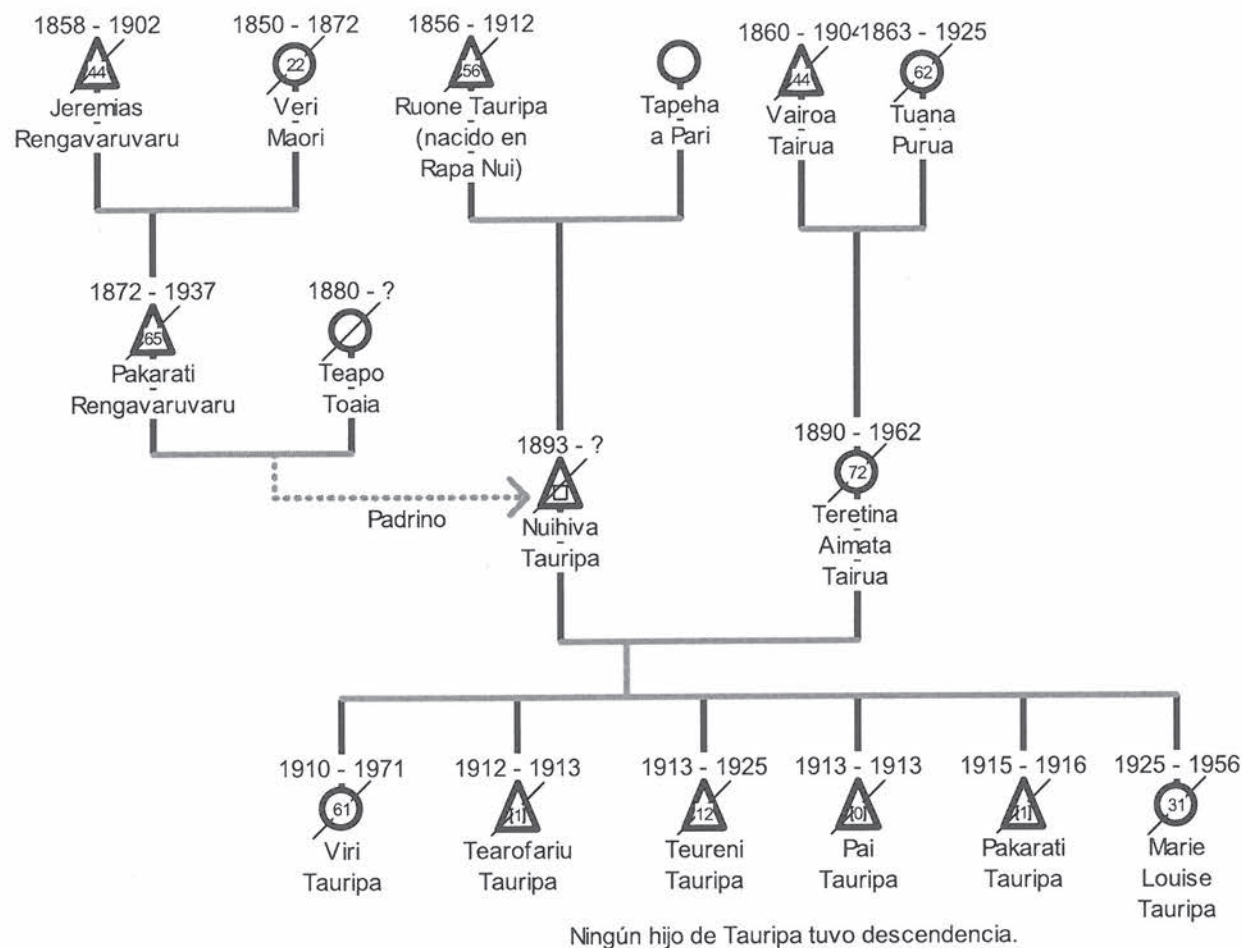 1858 - 1902
44
Jeremias
Rengavaruvaru
1850 - 1872
22
Veri
Maori
1856 - 1912
56
Ruone Tauripa
(nacido en
Rapa Nui)
Tapeha
a Pari
1860 - 1904
44
Vairoa
Tairua
1863 - 1925
62
Tuana
Purua
1872 - 1937
65
Pakarati
Rengavaruvaru
1880 - ?
Teapo
Toaia
Padrino
1893 - ?
Nuihiva
Tauripa
1890 - 1962
72
Teretina
Aimata
Tairua
1910 - 1971
61
Viri
Tauripa
1912 - 1913
[1]
Tearofariu
Tauripa
1913 - 1925
12
Teureni
Tauripa
1913 - 1913
[0]
Pai
Tauripa
1915 - 1916
[1]
Pakarati
Tauripa
1925 - 1956
31
Marie
Louise
Tauripa
Ningún hijo de Tauripa tuvo descendencia.